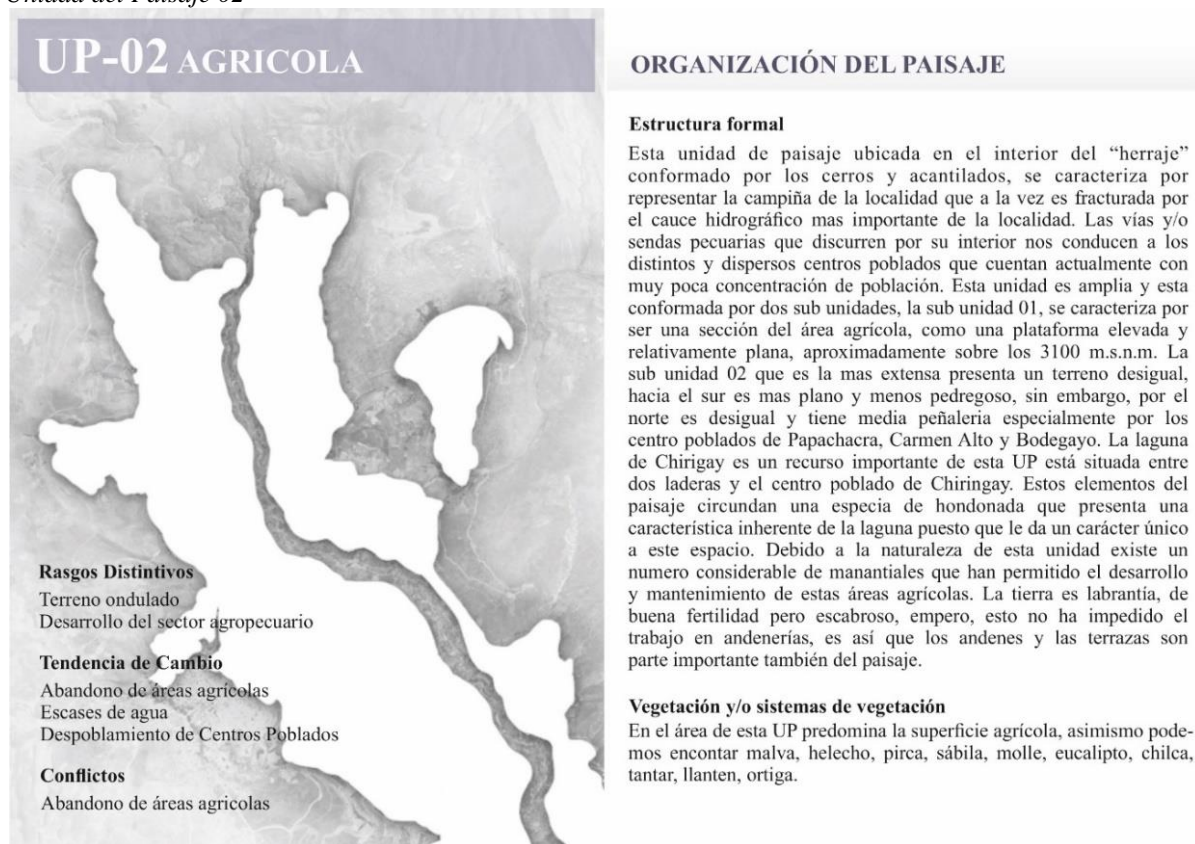 Unidad del Paisaje 02
UP-02 AGRICOLA
Rasgos Distintivos
Terreno ondulado
Desarrollo del sector agropecuario
Tendencia de Cambio
Abandono de áreas agrícolas
Escases de agua
Despoblamiento de Centros Poblados
Conflictos
Abandono de áreas agricolas
ORGANIZACIÓN DEL PAISAJE
Estructura formal
Esta unidad de paisaje ubicada en el interior del “herraje”
conformado por los cerros y acantilados, se caracteriza por
representar la campiña de la localidad que a la vez es fracturada por
el cauce hidrográfico mas importante de la localidad. Las vías y/o
sendas pecuarias que discurren por su interior nos conducen a los
distintos y dispersos centros poblados que cuentan actualmente con
muy poca concentración de población. Esta unidad es amplia y esta
conformada por dos sub unidades, la sub unidad 01, se caracteriza por
ser una sección del área agrícola, como una plataforma elevada y
relativamente plana, aproximadamente sobre los 3100 m.s.n.m. La
sub unidad 02 que es la mas extensa presenta un terreno desigual,
hacia el sur es mas plano y menos pedregoso, sin embargo, por el
norte es desigual y tiene media peñaleria especialmente por los
centro poblados de Papachacra, Carmen Alto y Bodegayo. La laguna
de Chirigay es un recurso importante de esta UP está situada entre
dos laderas y el centro poblado de Chiringay. Estos elementos del
paisaje circundan una especia de hondonada que presenta una
característica inherente de la laguna puesto que le da un carácter único
a este espacio. Debido a la naturaleza de esta unidad existe un
numero considerable de manantiales que han permitido el desarrollo
y mantenimiento de estas áreas agrícolas. La tierra es labrantía, de
buena fertilidad pero escabroso, empero, esto no ha impedido el
trabajo en andenerías, es así que los andenes y las terrazas son
parte importante también del paisaje.
Vegetación y/o sistemas de vegetación
En el área de esta UP predomina la superficie agrícola, asimismo pode-
mos encontar malva, helecho, pirca, sábila, molle, eucalipto, chilca,
tantar, llanten, ortiga.